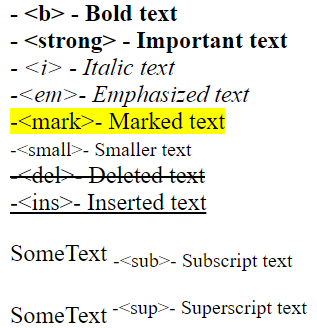 - <b> - Bold text
- <strong> - Important text
- <i> - Italic text
-<em>- Emphasized text
-<mark>- Marked text
-<small>- Smaller text
-<del>- Deleted text
-<ins>- Inserted text
SomeText -<sub>- Subscript text
SomeText -<sup>- Superscript text